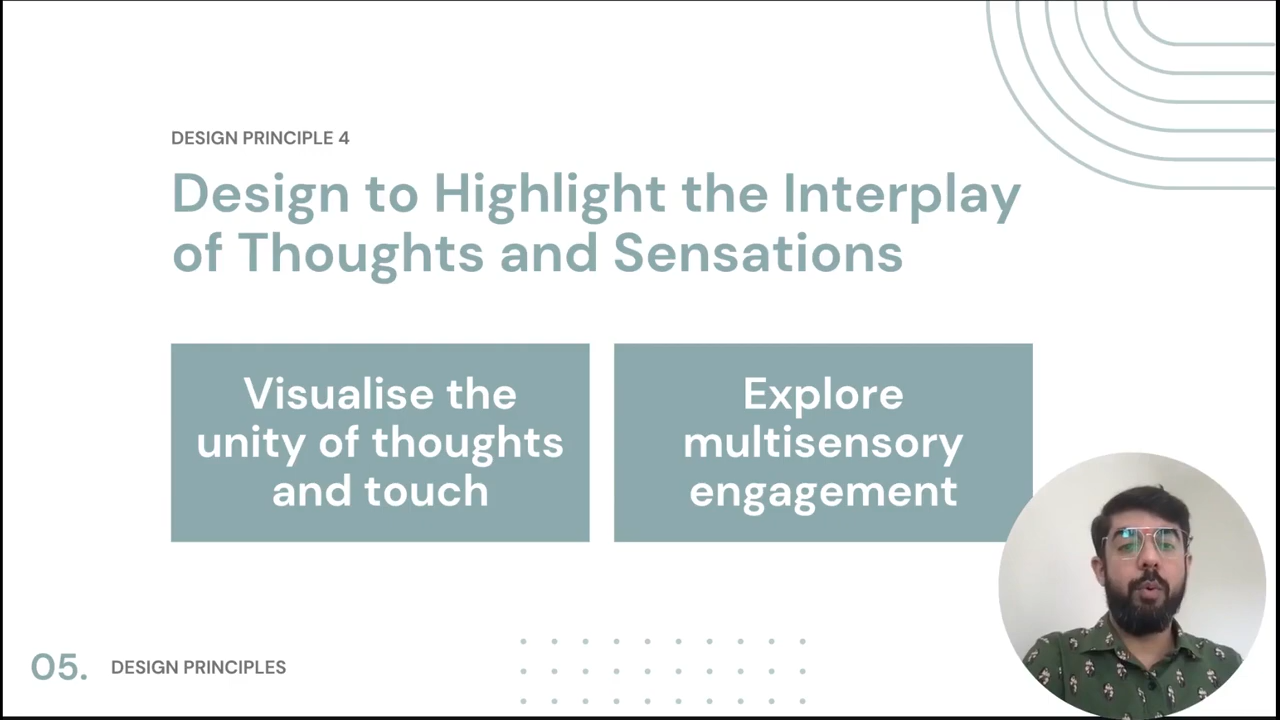 DESIGN PRINCIPLE 4
Design to Highlight the Interplay
of Thoughts and Sensations
Visualise the
unity of thoughts
and touch
Explore
multisensory
engagement
05. DESIGN PRINCIPLES